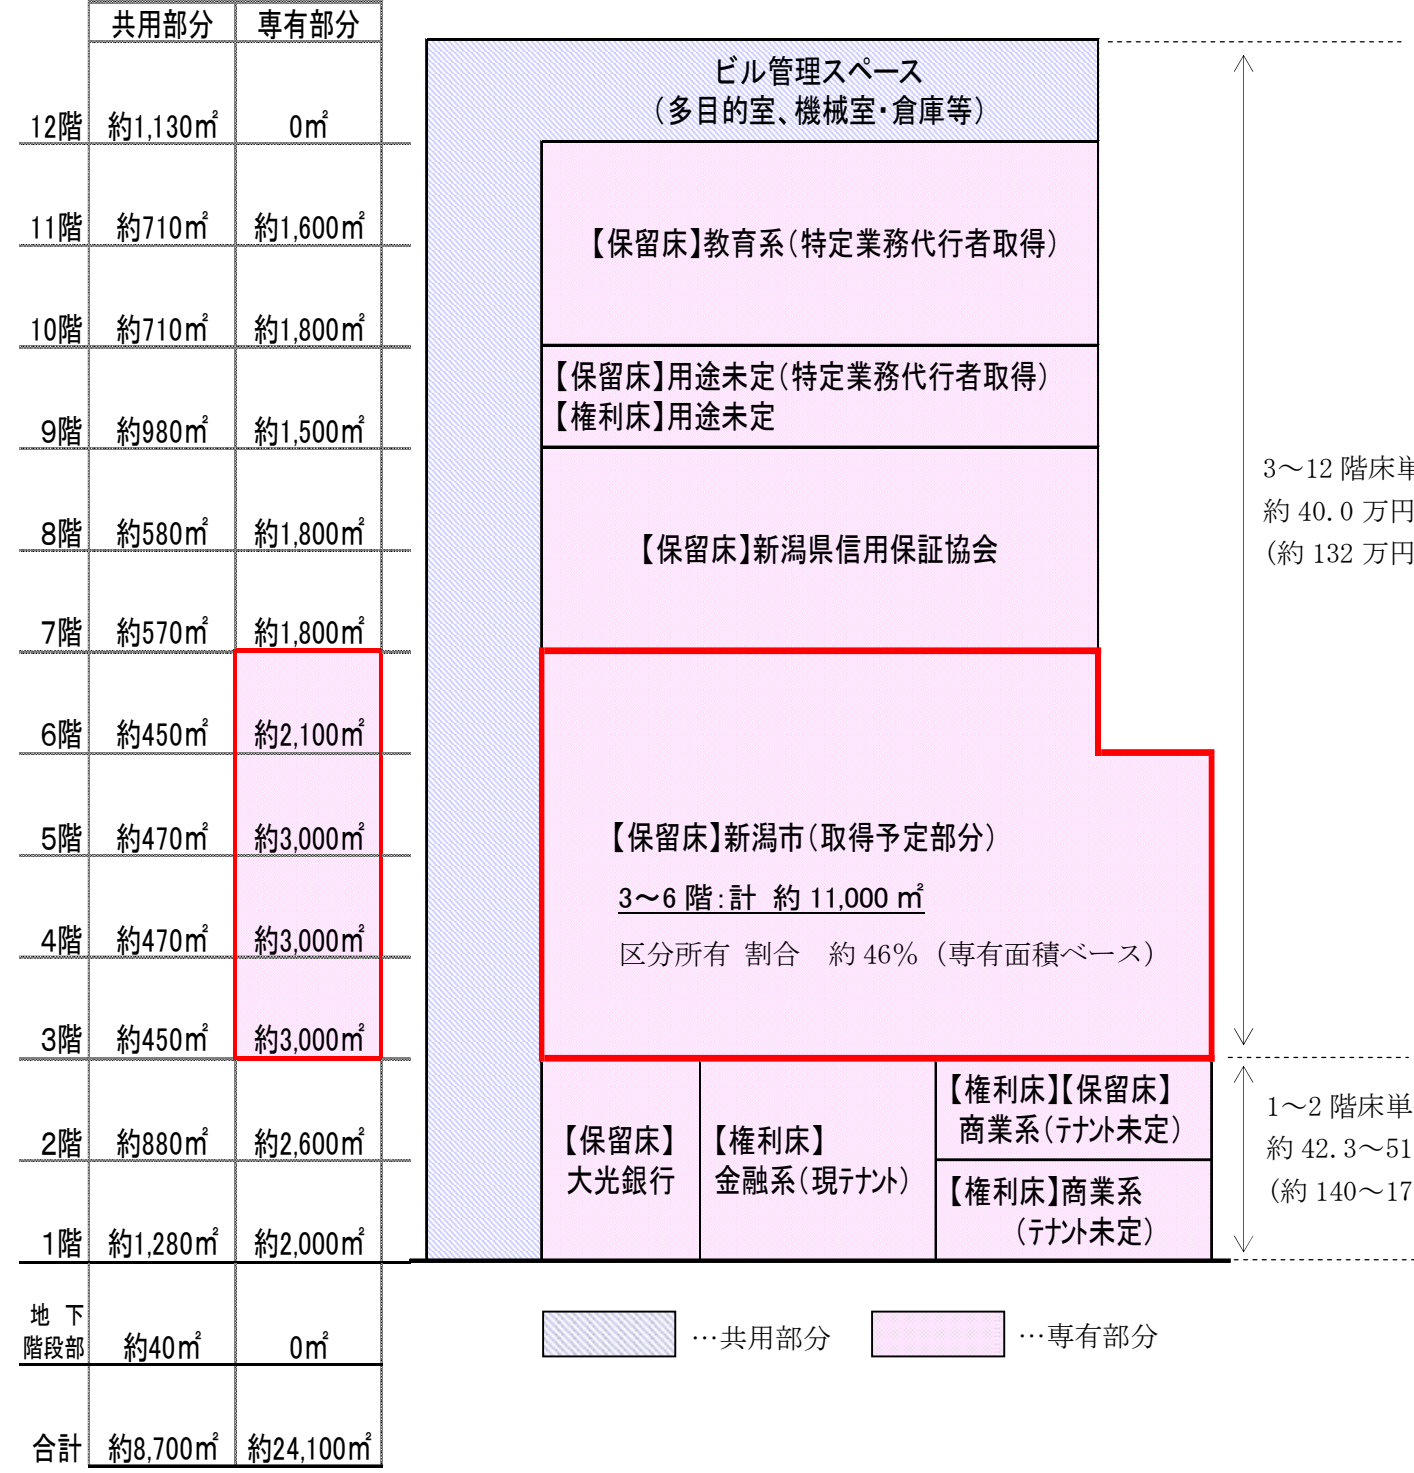 共用部分 専有部分
12階 約1,130㎡ 0㎡
11階 約710㎡ 約1,600㎡
10階 約710㎡ 約1,800㎡
9階 約980㎡ 約1,500㎡
8階 約580㎡ 約1,800㎡
7階 約570㎡ 約1,800㎡
6階 約450㎡ 約2,100㎡
5階 約470㎡ 約3,000㎡
4階 約470㎡ 約3,000㎡
3階 約450㎡ 約3,000㎡
2階 約880㎡ 約2,600㎡
1階 約1,280㎡ 約2,000㎡
地 下
階段部 約40㎡ 0㎡
合計 約8,700㎡ 約24,100㎡
ビル管理スペース
（多目的室、機械室・倉庫等）
【保留床】教育系（特定業務代行者取得）
【保留床】用途未定（特定業務代行者取得）
【権利床】用途未定
【保留床】新潟県信用保証協会
【保留床】新潟市（取得予定部分）
3～6 階：計 約 11,000 ㎡
区分所有 割合 約 46％（専有面積ベース）
【保留床】
大光銀行
【権利床】
金融系（現ﾃﾅﾝﾄ）
【権利床】【保留床】
商業系（ﾃﾅﾝﾄ未定）
【権利床】商業系
（ﾃﾅﾝﾄ未定）
3～12 階床単
約 40.0 万円
（約 132 万円
1～2 階床単
約 42.3～51
（約 140～17
…共用部分
…専有部分